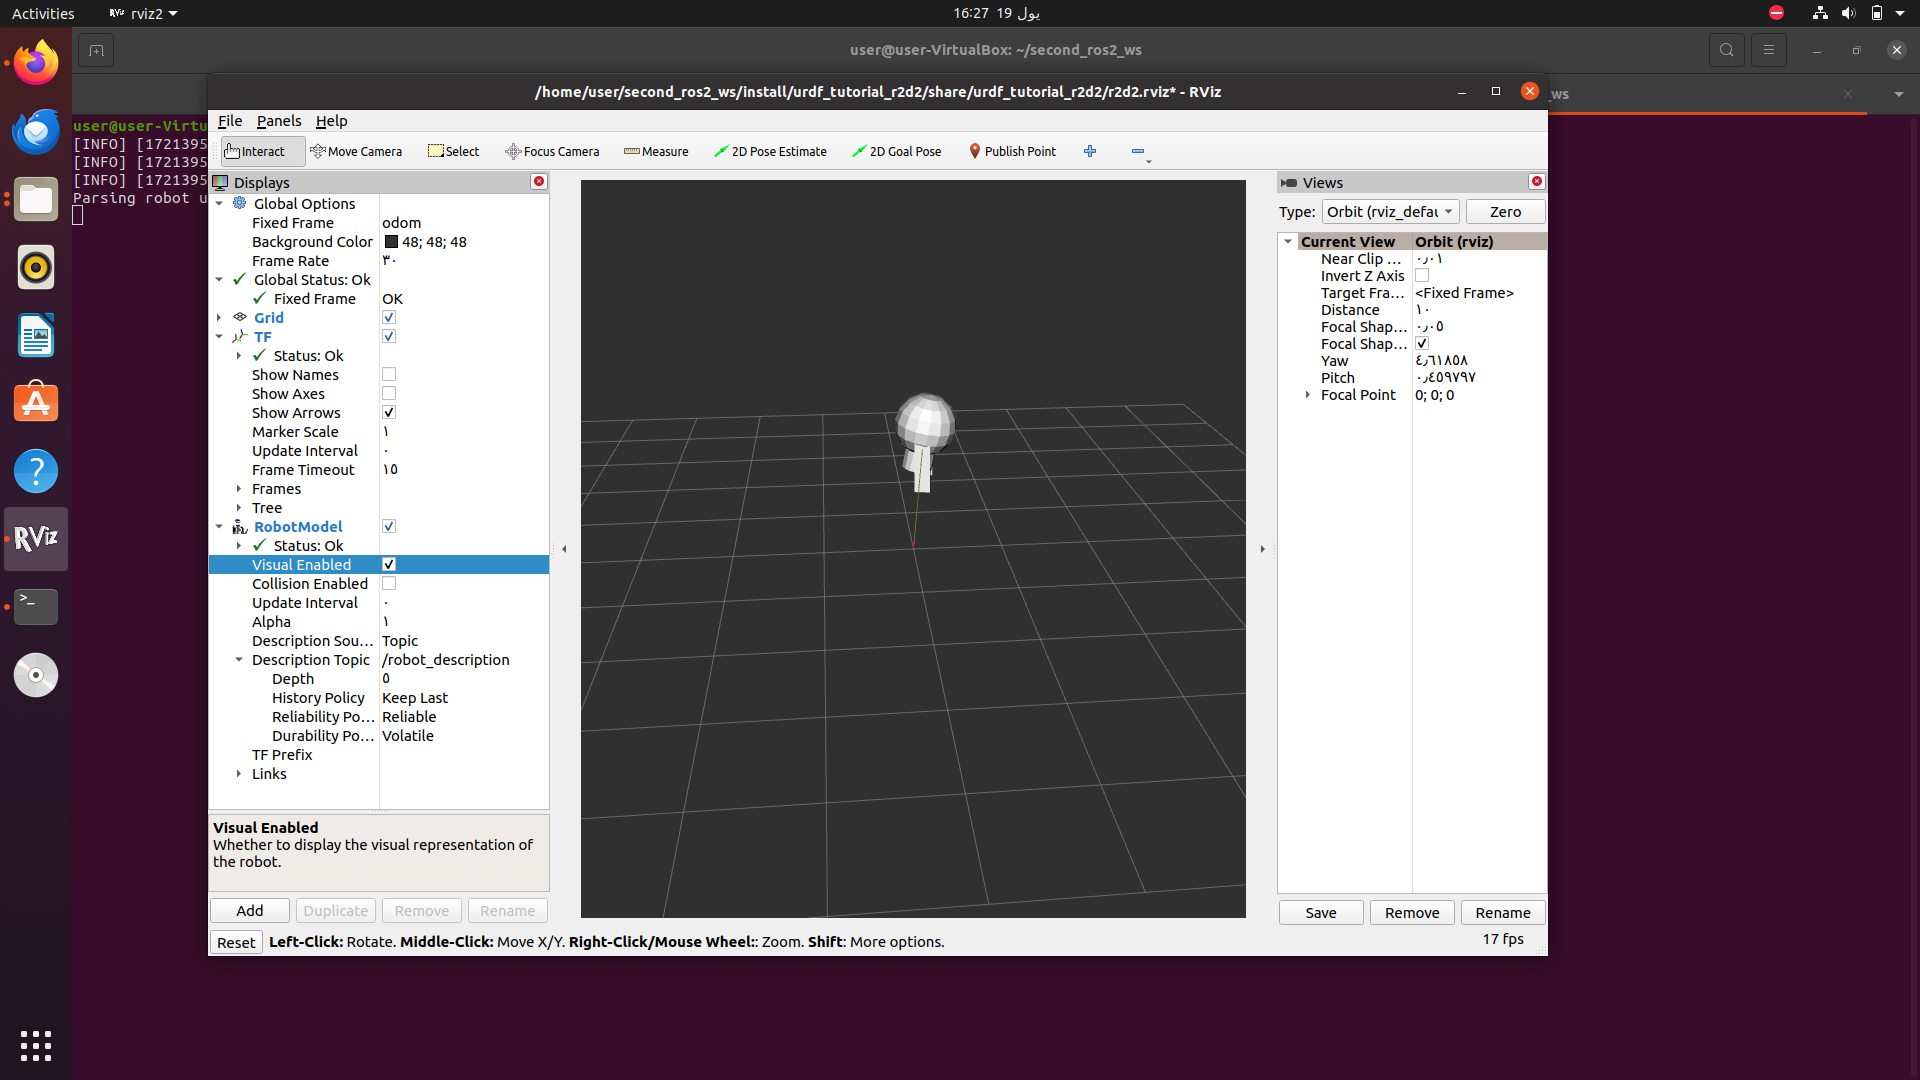 Activities
rviz2
16:27 19 يول
user@user-VirtualBox: ~/second_ros2_ws
_ws
user@user-Virtu
[INFO] [1721395
[INFO] [1721395
[INFO] [1721395
Parsing robot u
/home/user/second_ros2_ws/install/urdf_tutorial_r2d2/share/urdf_tutorial_r2d2/r2d2.rviz* - RViz
File Panels Help
Interact Move Camera Select Focus Camera Measure 2D Pose Estimate 2D Goal Pose Publish Point
Displays
Global Options
Fixed Frame odom
Background Color 48; 48; 48
Frame Rate ٣٠
Global Status: Ok
Fixed Frame OK
Grid
TF
Status: Ok
Show Names
Show Axes
Show Arrows
Marker Scale ١
Update Interval ٠
Frame Timeout ١٥
Frames
Tree
RobotModel
Status: Ok
Visual Enabled
Collision Enabled
Update Interval ٠
Alpha ١
Description Sou... Topic
Description Topic /robot_description
Depth ٥
History Policy Keep Last
Reliability Po... Reliable
Durability Po... Volatile
TF Prefix
Links
Visual Enabled
Whether to display the visual representation of
the robot.
Add Duplicate Remove Rename
Reset Left-Click: Rotate. Middle-Click: Move X/Y. Right-Click/Mouse Wheel:: Zoom. Shift: More options.
Views
Type: Orbit (rviz_defau Zero
Current View Orbit (rviz)
Near Clip ... ٠٫٠١
Invert Z Axis
Target Fra... <Fixed Frame>
Distance ١٠
Focal Shap... ٠٫٠٥
Focal Shap...
Yaw ٤٫٦١٨٥٨
Pitch ٠٫٤٥٩٧٩٧
Focal Point 0; 0; 0
Save Remove Rename
17 fps
RViz